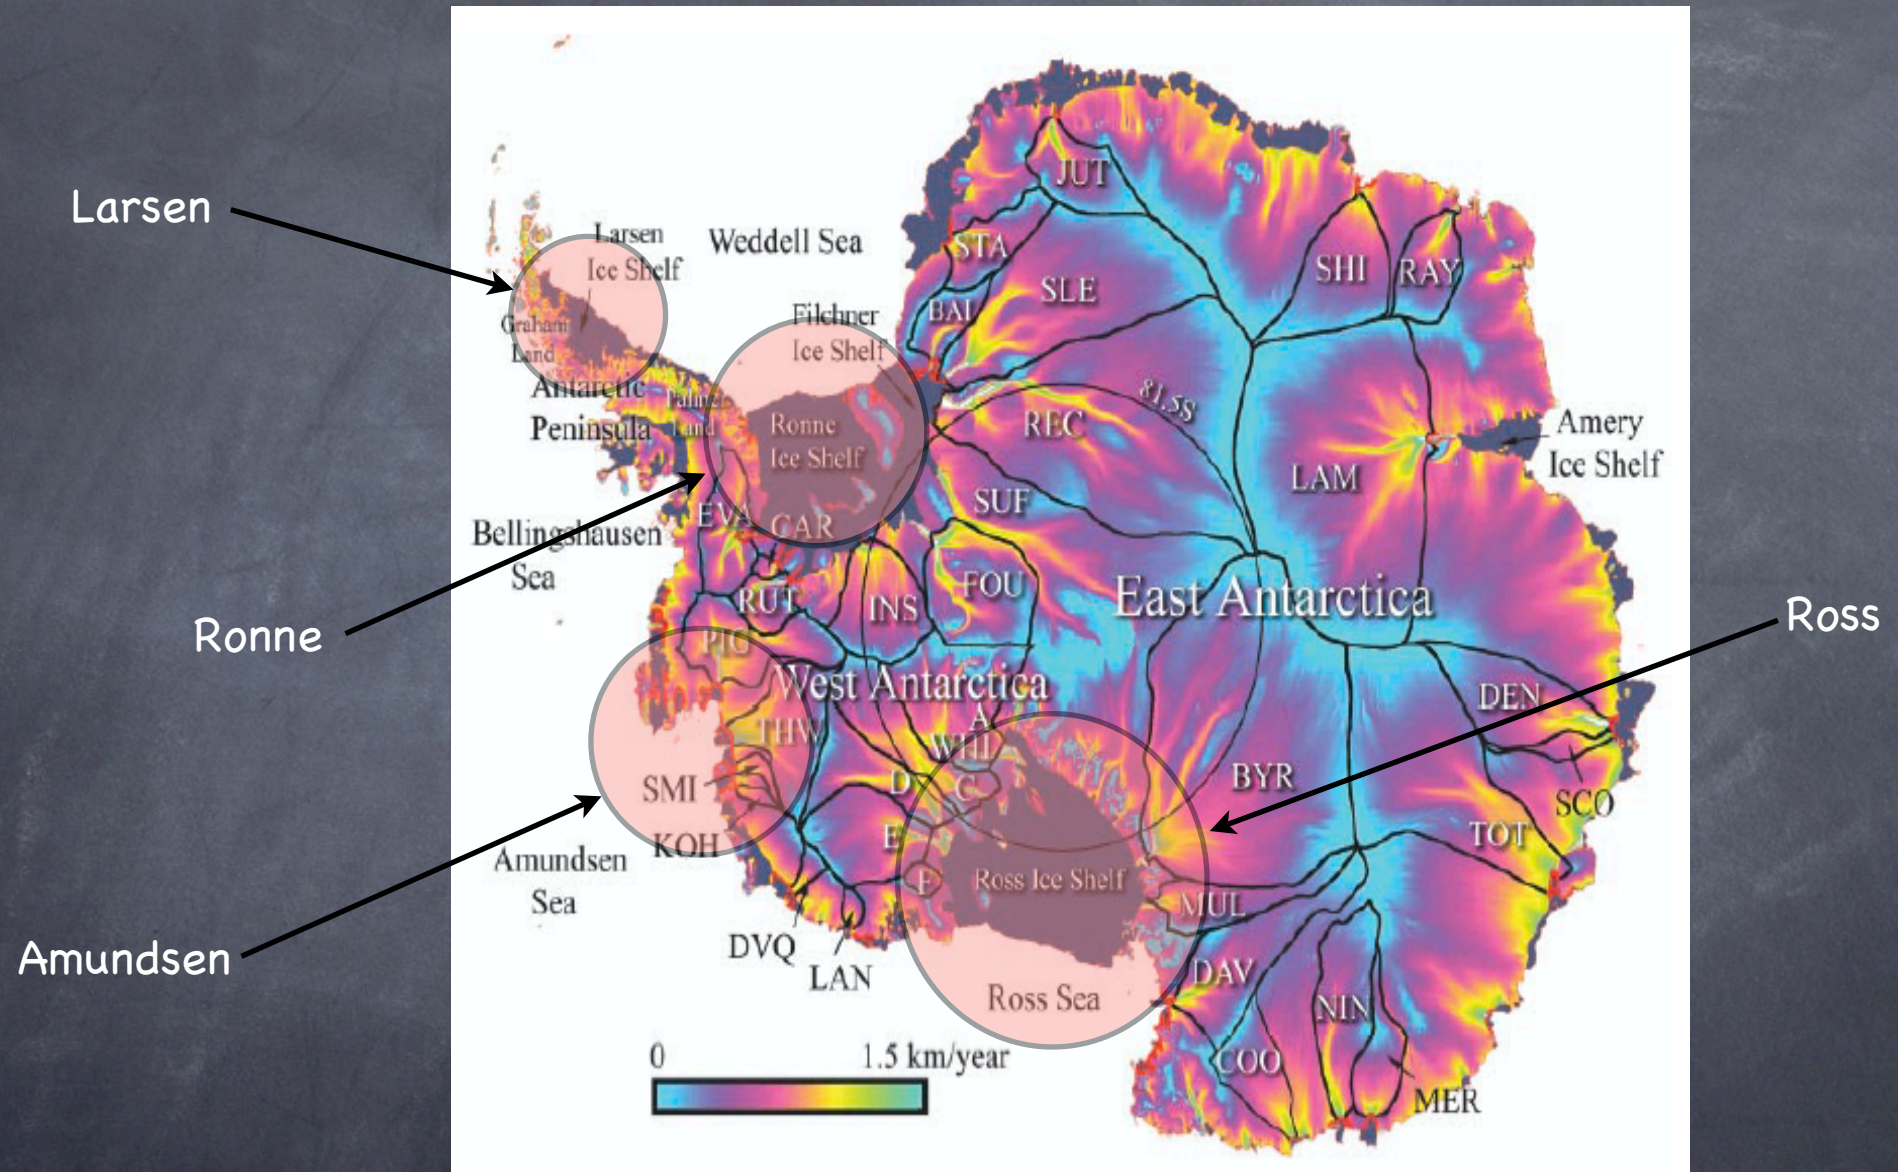 Larsen
Ronne
Amundsen
Ross
Larsen
Ice Shelf
Weddell Sea
Graham
Land
Filchner
Ice Shelf
Antarctic
Peninsula
Palmer
Land
Ronne
Ice Shelf
Bellingshausen
Sea
EVA
CAR
RUT
INS
FOU
SUF
REC
81.5S
JUT
STA
BAI
SLE
SHI
RAY
LAM
Amery
Ice Shelf
East Antarctica
West Antarctica
PIG
THW
SMI
KOH
Amundsen
Sea
DVQ
LAN
A
WHI
C
D
E
F
Ross Ice Shelf
Ross Sea
BYR
DEN
SCO
TOT
MUL
DAV
NIN
COO
MER
0
1.5 km/year